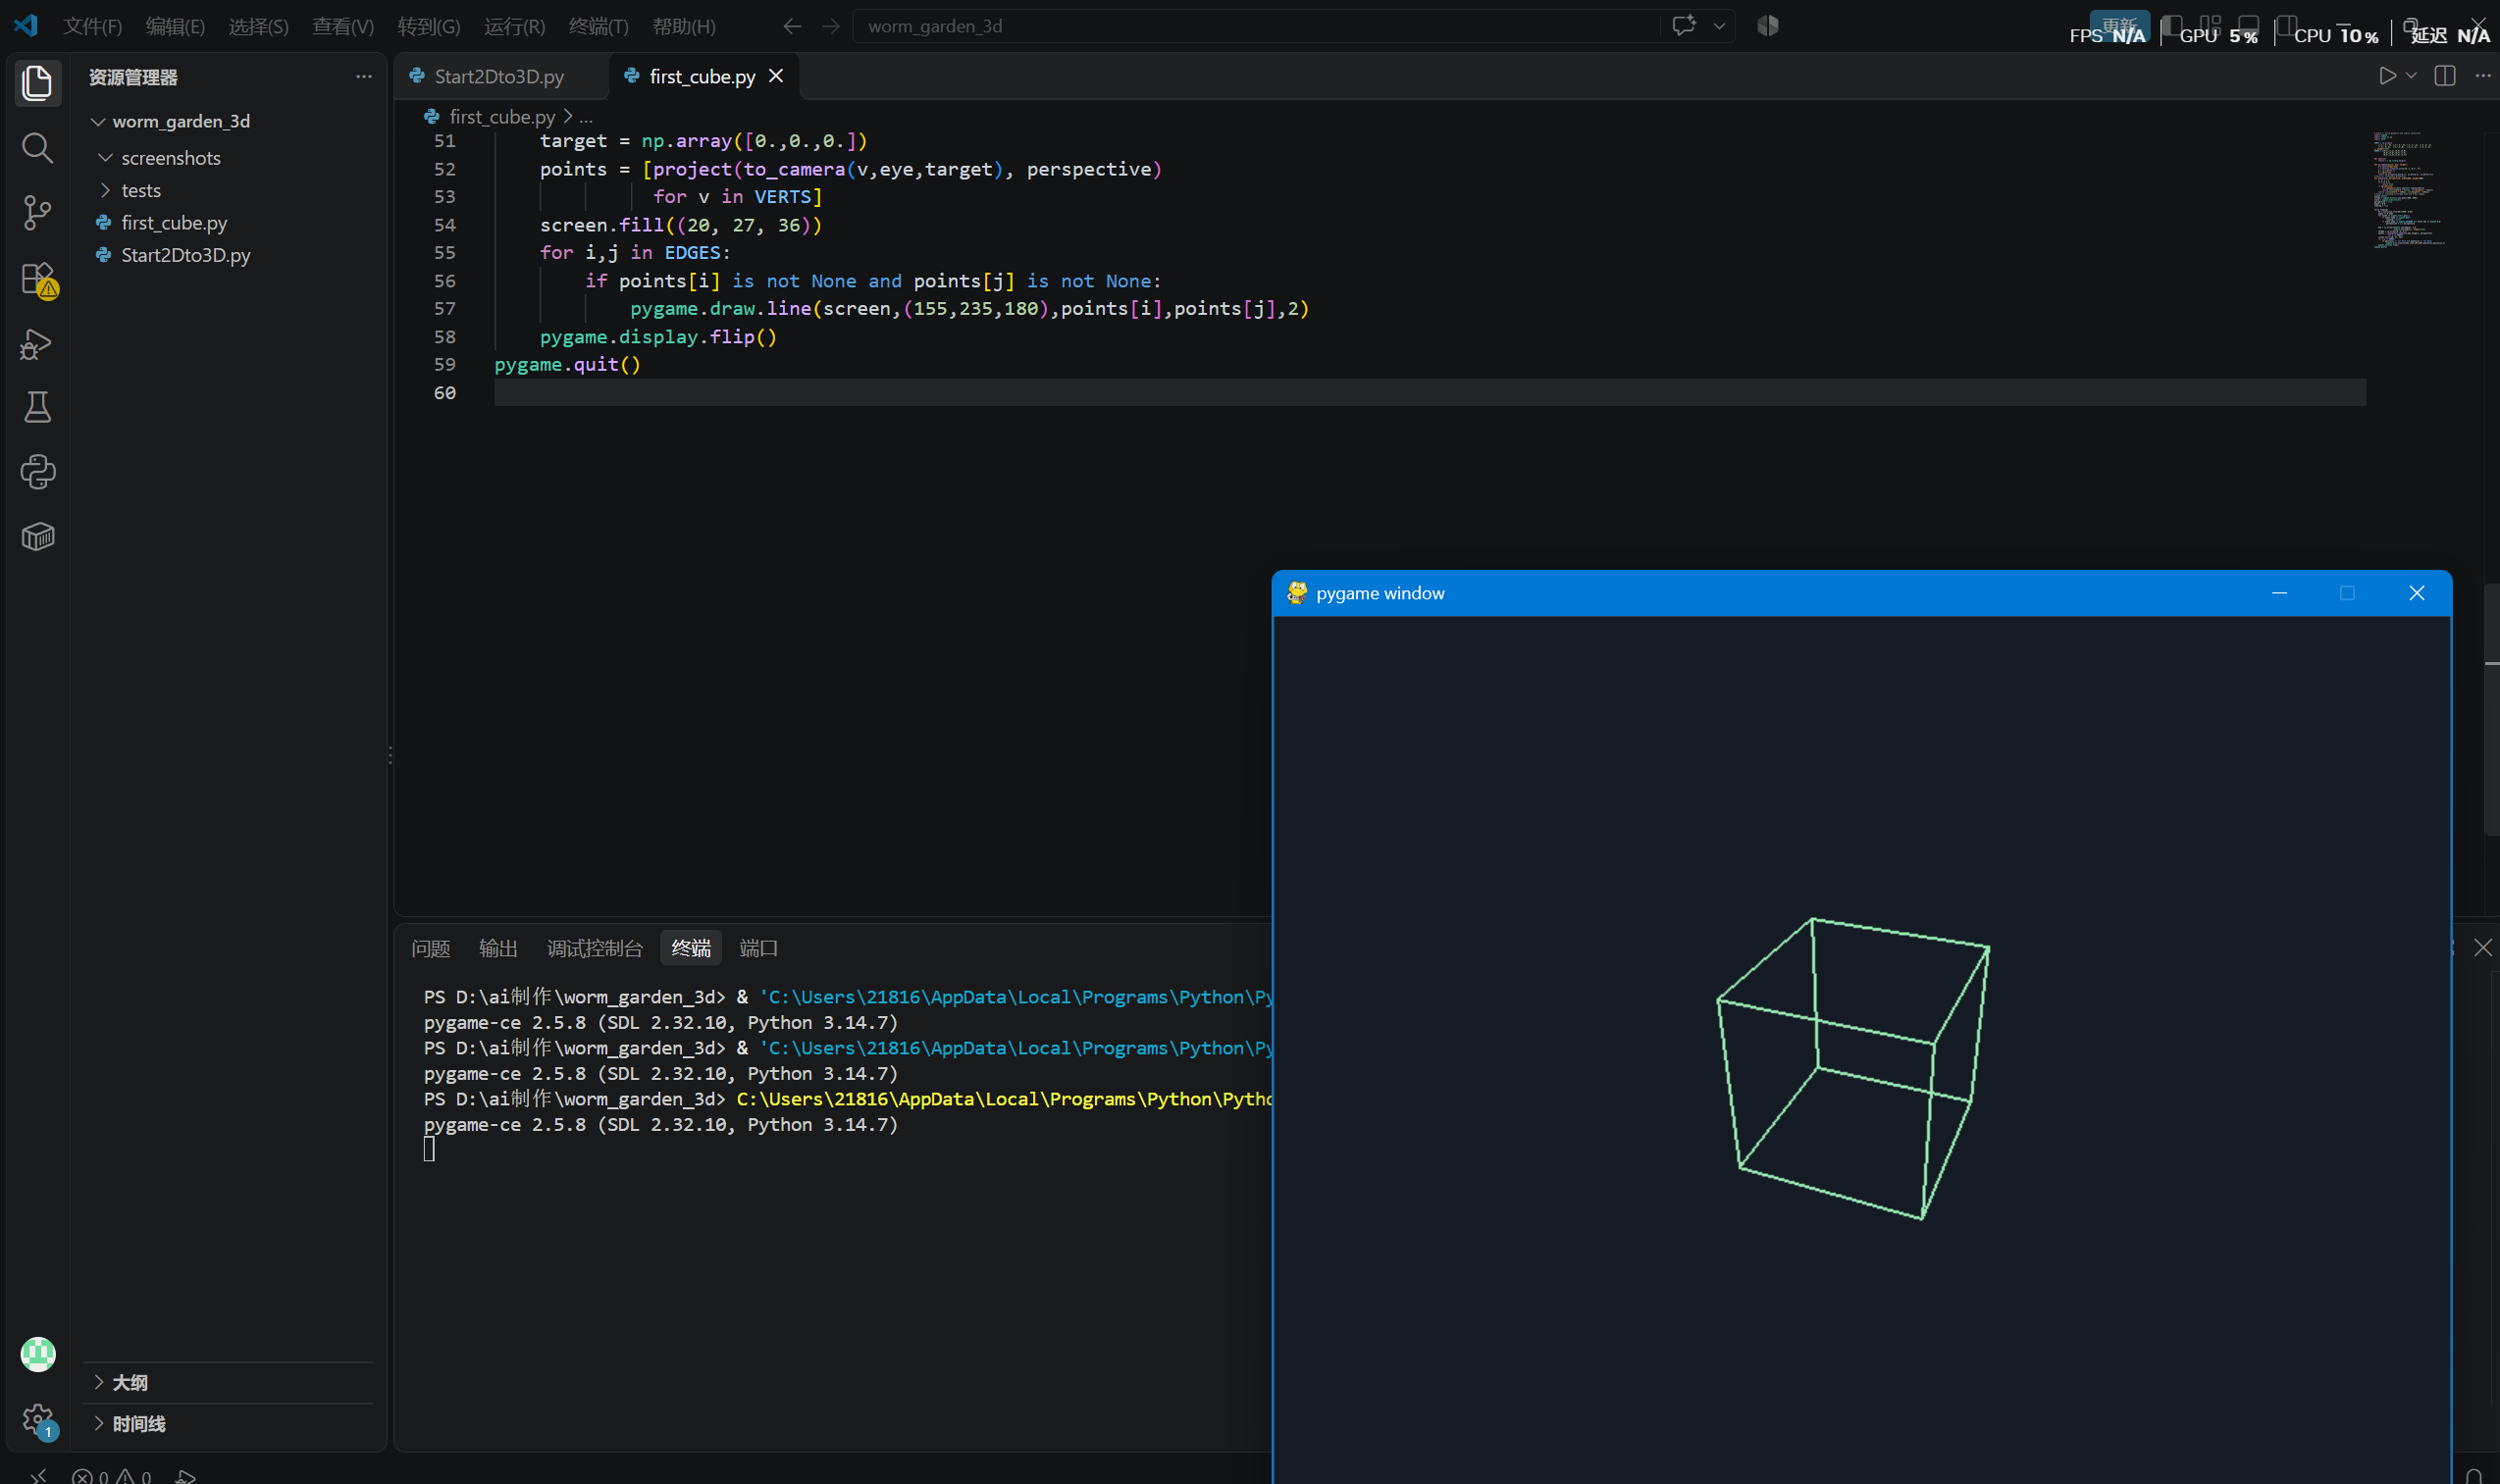 文件(F) 编辑(E) 选择(S) 查看(V) 转到(G) 运行(R) 终端(T) 帮助(H) worm_garden_3d 更新
FPS N/A GPU 5% CPU 10% 延迟 N/A
资源管理器
worm_garden_3d
screenshots
tests
first_cube.py
Start2Dto3D.py
大纲
时间线
1
0 0
Start2Dto3D.py first_cube.py
first_cube.py > ...
51 target = np.array([0.,0.,0.])
52 points = [project(to_camera(v,eye,target), perspective)
53 for v in VERTS]
54 screen.fill((20, 27, 36))
55 for i,j in EDGES:
56 if points[i] is not None and points[j] is not None:
57 pygame.draw.line(screen,(155,235,180),points[i],points[j],2)
58 pygame.display.flip()
59 pygame.quit()
60
问题 输出 调试控制台 终端 端口
PS D:\ai制作\worm_garden_3d> & 'C:\Users\21816\AppData\Local\Programs\Python\Py
pygame-ce 2.5.8 (SDL 2.32.10, Python 3.14.7)
PS D:\ai制作\worm_garden_3d> & 'C:\Users\21816\AppData\Local\Programs\Python\Py
pygame-ce 2.5.8 (SDL 2.32.10, Python 3.14.7)
PS D:\ai制作\worm_garden_3d> C:\Users\21816\AppData\Local\Programs\Python\Pytho
pygame-ce 2.5.8 (SDL 2.32.10, Python 3.14.7)
pygame window